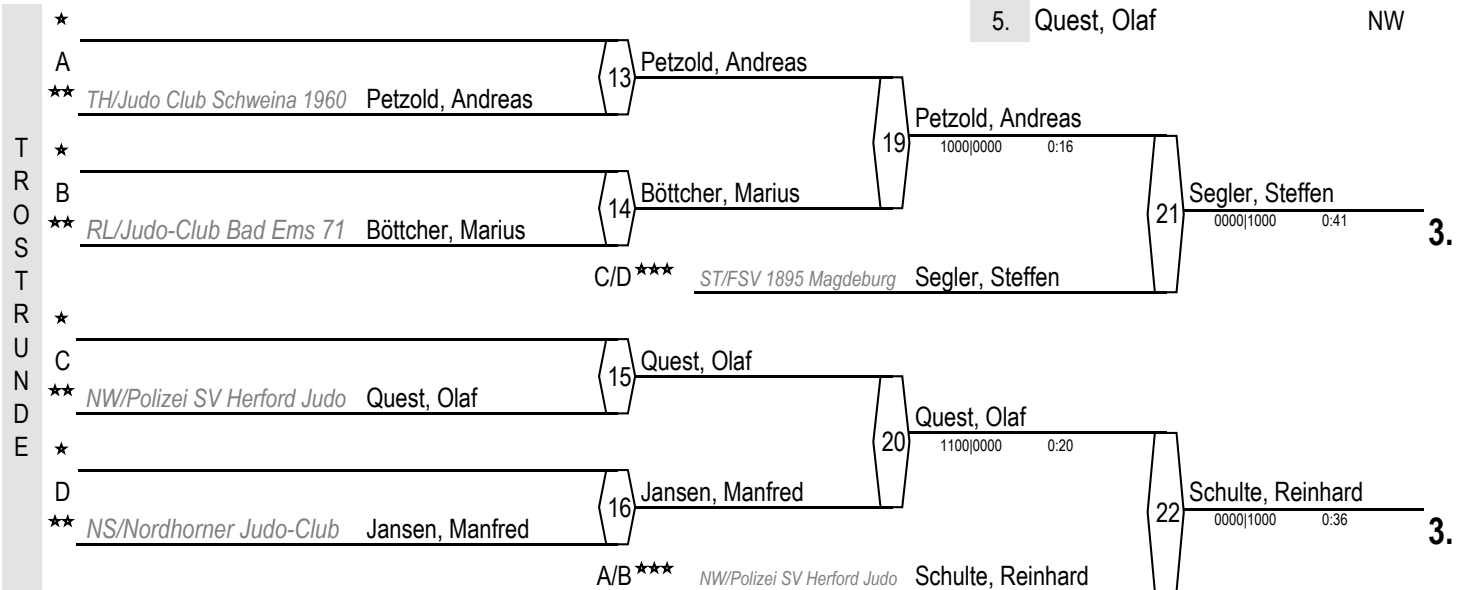 ★
5. Quest, Olaf NW
A
13 Petzold, Andreas
★★ TH/Judo Club Schweina 1960 Petzold, Andreas
19 Petzold, Andreas
1000|0000 0:16
★
B
14 Böttcher, Marius
★★ RL/Judo-Club Bad Ems 71 Böttcher, Marius
21 Segler, Steffen
0000|1000 0:41
3.
C/D ★★★ ST/FSV 1895 Magdeburg Segler, Steffen
TROSTRUNDE
★
C
15 Quest, Olaf
★★ NW/Polizei SV Herford Judo Quest, Olaf
20 Quest, Olaf
1100|0000 0:20
★
D
16 Jansen, Manfred
★★ NS/Nordhorner Judo-Club Jansen, Manfred
22 Schulte, Reinhard
0000|1000 0:36
3.
A/B ★★★ NW/Polizei SV Herford Judo Schulte, Reinhard